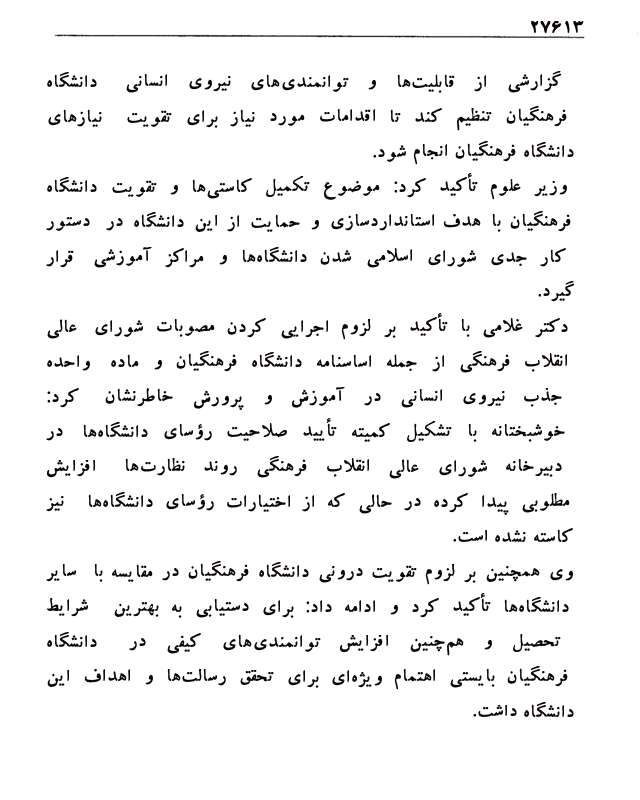 ۲۷۶۱۳
گزارشی از قابلیت‌ها و توانمندی‌های نیروی انسانی دانشگاه
فرهنگیان تنظیم کند تا اقدامات مورد نیاز برای تقویت نیازهای
دانشگاه فرهنگیان انجام شود.
وزیر علوم تأکید کرد: موضوع تکمیل کاستی‌ها و تقویت دانشگاه
فرهنگیان با هدف استانداردسازی و حمایت از این دانشگاه در دستور
کار جدی شورای اسلامی شدن دانشگاه‌ها و مراکز آموزشی قرار
گیرد.
دکتر غلامی با تأکید بر لزوم اجرایی کردن مصوبات شورای عالی
انقلاب فرهنگی از جمله اساسنامه دانشگاه فرهنگیان و ماده واحده
جذب نیروی انسانی در آموزش و پرورش خاطرنشان کرد:
خوشبختانه با تشکیل کمیته تأیید صلاحیت رؤسای دانشگاه‌ها در
دبیرخانه شورای عالی انقلاب فرهنگی روند نظارت‌ها افزایش
مطلوبی پیدا کرده در حالی که از اختیارات رؤسای دانشگاه‌ها نیز
کاسته نشده است.
وی همچنین بر لزوم تقویت درونی دانشگاه فرهنگیان در مقایسه با سایر
دانشگاه‌ها تأکید کرد و ادامه داد: برای دستیابی به بهترین شرایط
تحصیل و هم‌چنین افزایش توانمندی‌های کیفی در دانشگاه
فرهنگیان بایستی اهتمام ویژه‌ای برای تحقق رسالت‌ها و اهداف این
دانشگاه داشت.